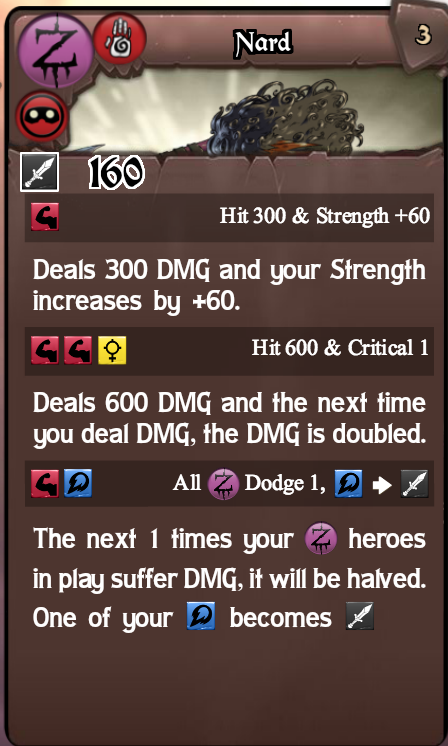 Nard
3
160
Hit 300 & Strength +60
Deals 300 DMG and your Strength
increases by +60.
Hit 600 & Critical 1
Deals 600 DMG and the next time
you deal DMG, the DMG is doubled.
All Z Dodge 1,
The next 1 times your Z heroes
in play suffer DMG, it will be halved.
One of your becomes